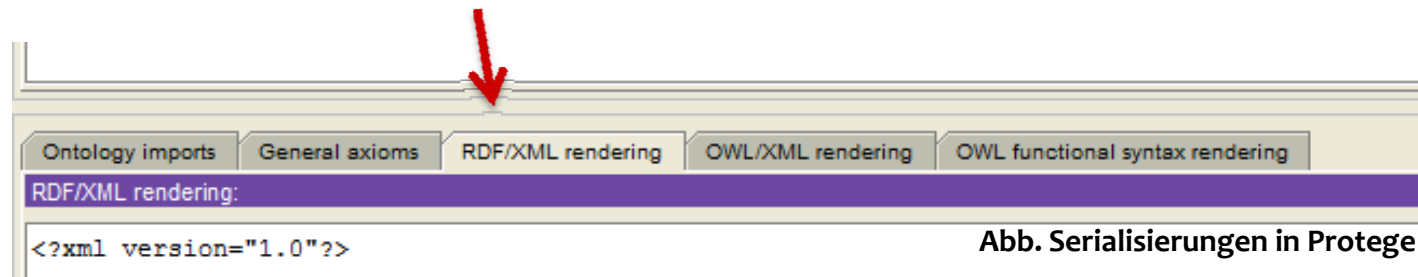 Ontology imports General axioms RDF/XML rendering OWL/XML rendering OWL functional syntax rendering
RDF/XML rendering:
<?xml version="1.0"?>
Abb. Serialisierungen in Protege